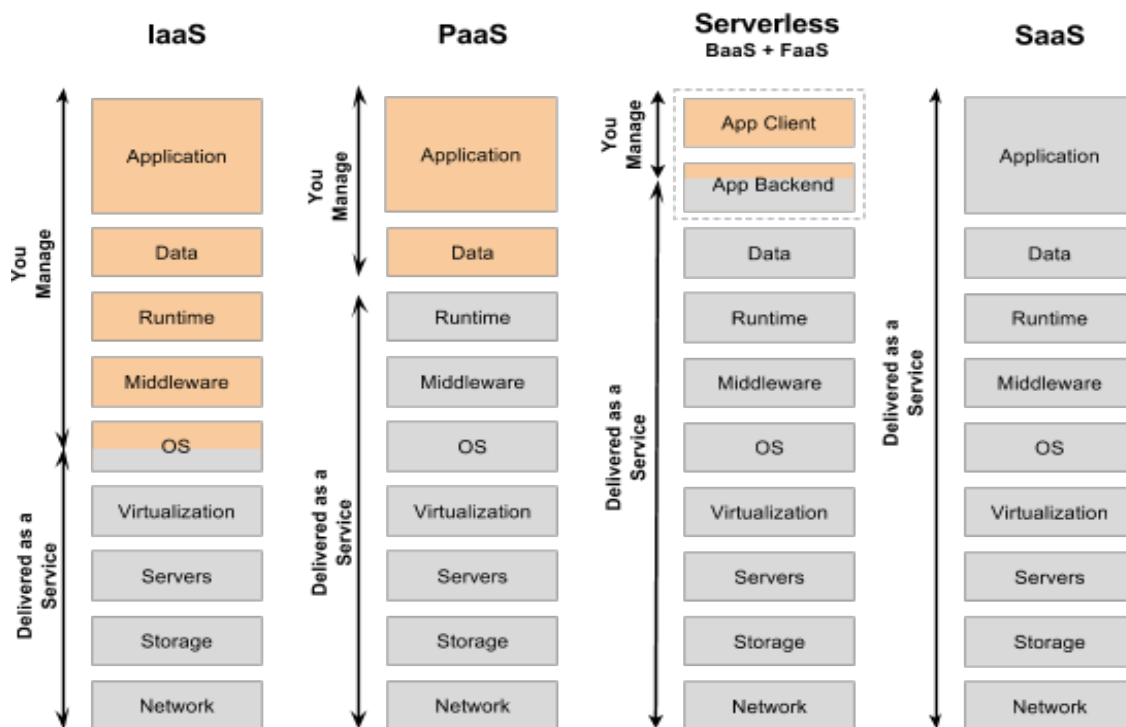 IaaS
You
Manage
Delivered as a
Service
Application
Data
Runtime
Middleware
OS
Virtualization
Servers
Storage
Network
PaaS
You
Manage
Delivered as a
Service
Application
Data
Runtime
Middleware
OS
Virtualization
Servers
Storage
Network
Serverless
BaaS + FaaS
You
Manage
Delivered as a
Service
App Client
App Backend
Data
Runtime
Middleware
OS
Virtualization
Servers
Storage
Network
SaaS
Delivered as a
Service
Application
Data
Runtime
Middleware
OS
Virtualization
Servers
Storage
Network